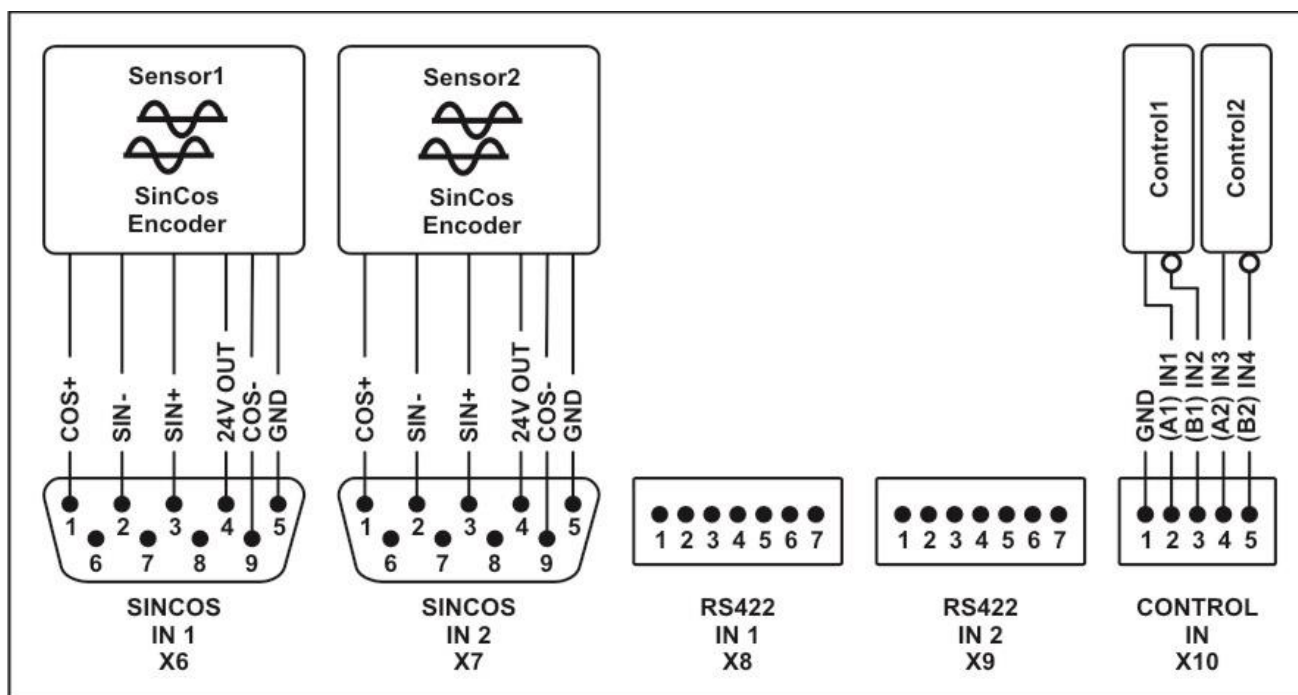 Sensor1
SinCos
Encoder
COS+
SIN-
SIN+
24V OUT
COS-
GND
1 2 3 4 5
6 7 8 9
SINCOS
IN 1
X6
Sensor2
SinCos
Encoder
COS+
SIN-
SIN+
24V OUT
COS-
GND
1 2 3 4 5
6 7 8 9
SINCOS
IN 2
X7
1 2 3 4 5 6 7
RS422
IN 1
X8
1 2 3 4 5 6 7
RS422
IN 2
X9
Control1
Control2
GND
(A1) IN1
(B1) IN2
(A2) IN3
(B2) IN4
1 2 3 4 5
CONTROL
IN
X10